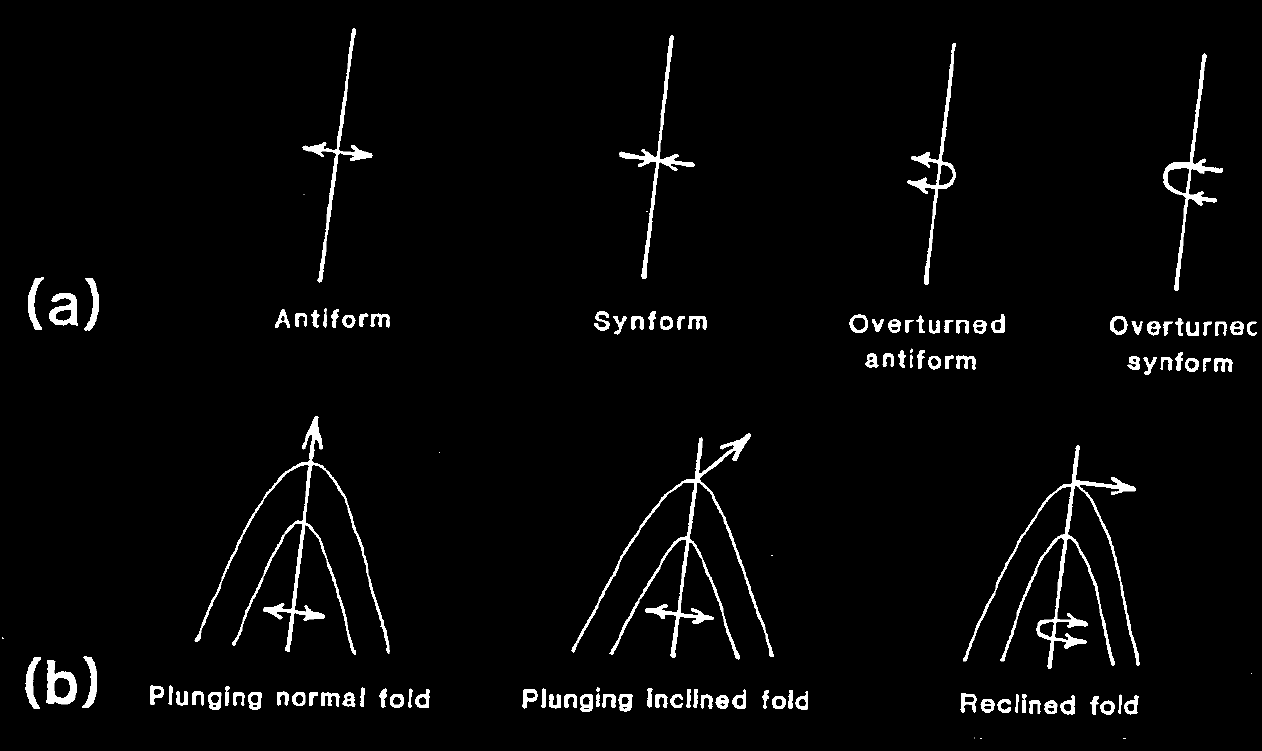 (a)
Antiform
Synform
Overturned
antiform
Overturnec
synform
(b)
Plunging normal fold
Plunging inclined fold
Reclined fold